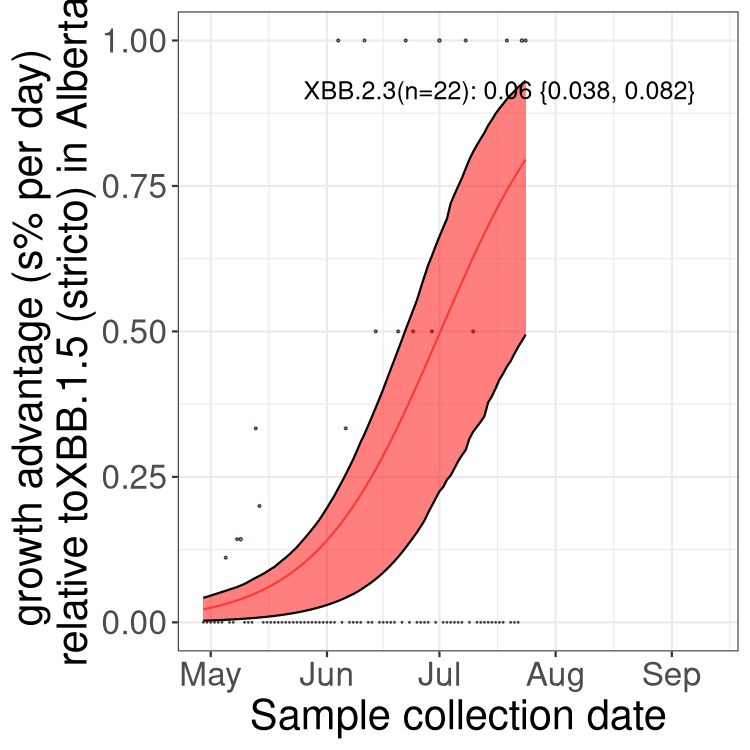 growth advantage (s% per day)
relative toXBB.1.5 (stricto) in Alberta
1.00
0.75
0.50
0.25
0.00
XBB.2.3(n=22): 0.06 {0.038, 0.082}
May Jun Jul Aug Sep
Sample collection date